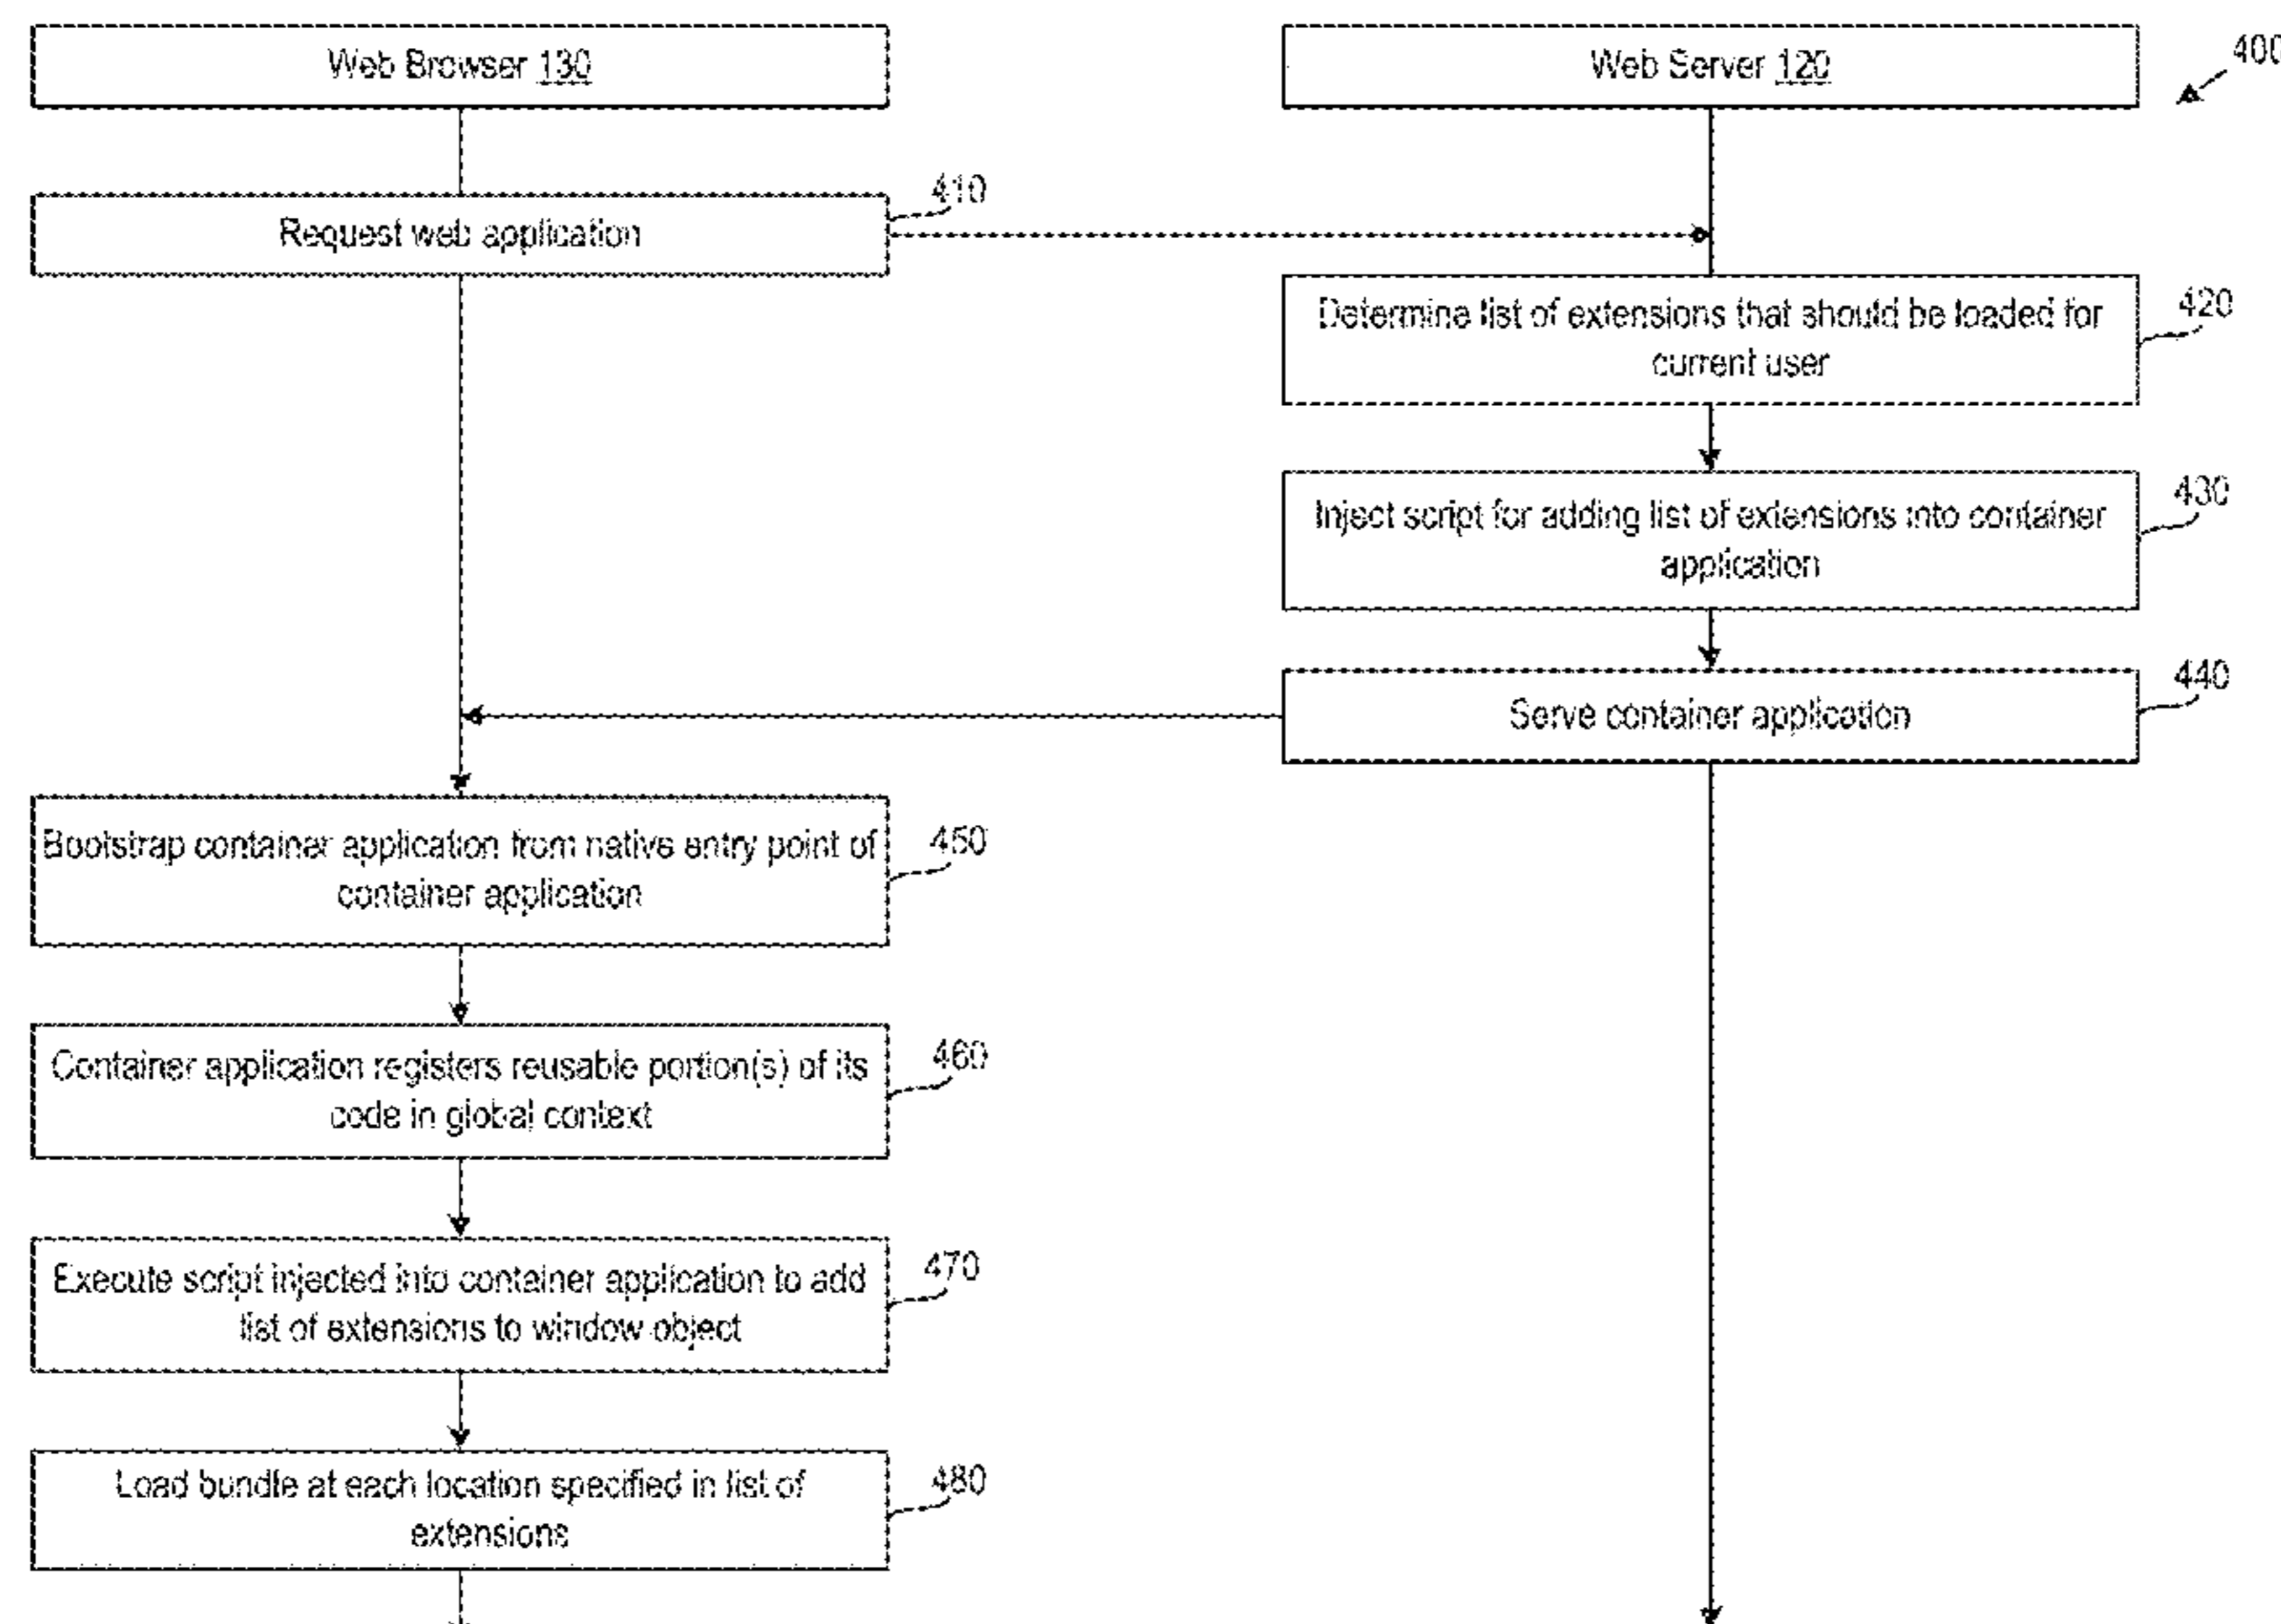 Web Browser 130
Web Server 120
400
Request web application
410
Determine list of extensions that should be loaded for
current user
420
Inject script for adding list of extensions into container
application
430
Serve container application
440
Bootstrap container application from native entry point of
container application
450
Container application registers reusable portion(s) of its
code in global context
460
Execute script injected into container application to add
list of extensions to window object
470
Load bundle at each location specified in list of
extensions
480